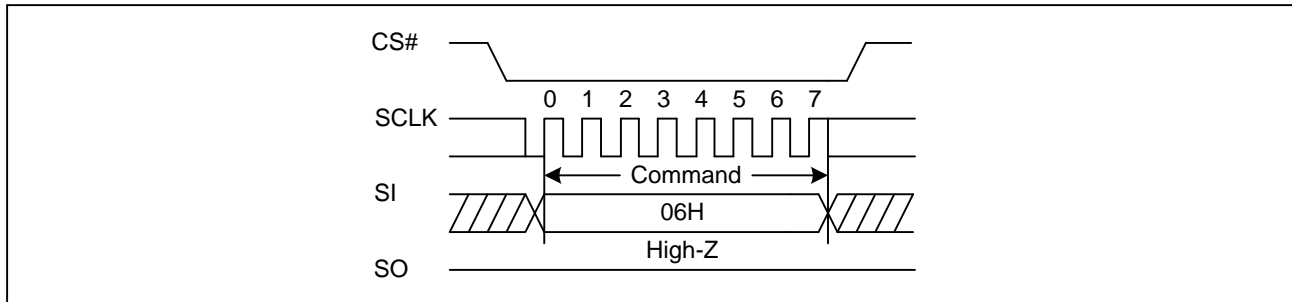 CS#
0 1 2 3 4 5 6 7
SCLK
Command
SI
06H
High-Z
SO